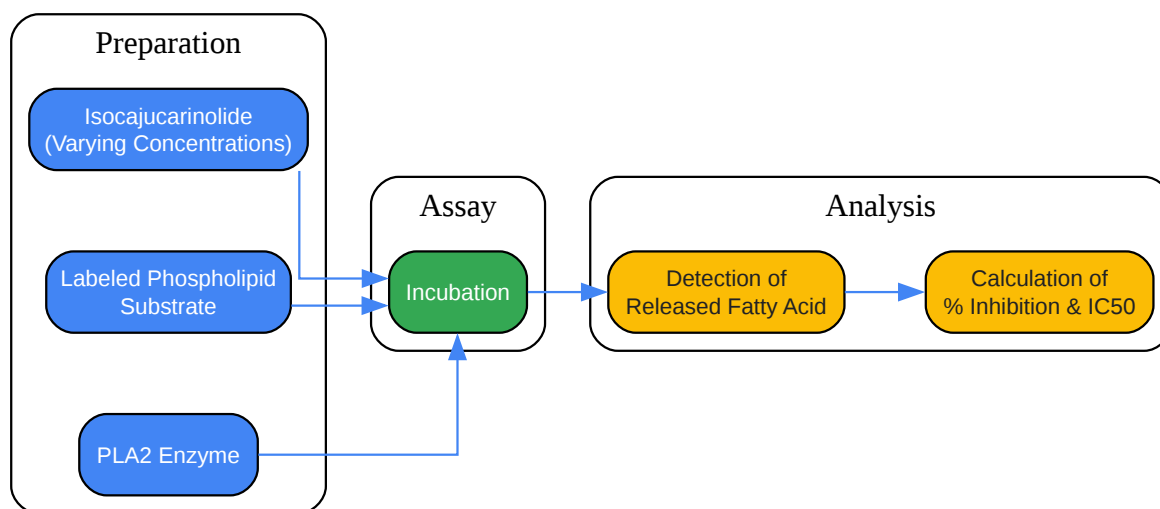 Preparation
Isocajucarinolide
(Varying Concentrations)
Labeled Phospholipid
Substrate
PLA2 Enzyme
Assay
Incubation
Analysis
Detection of
Released Fatty Acid
Calculation of
% Inhibition & IC50